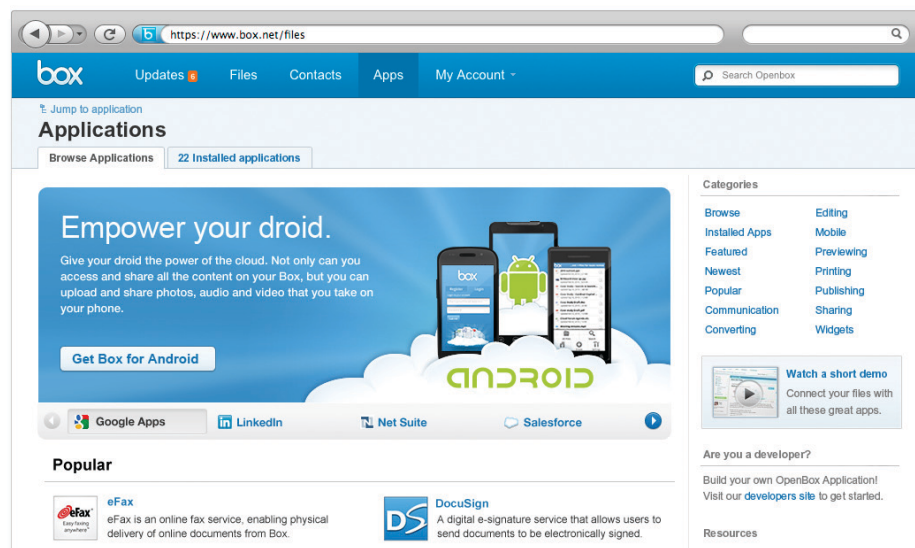 https://www.box.net/files
box
Updates 6
Files
Contacts
Apps
My Account
Search Openbox
Jump to application
Applications
Browse Applications
22 Installed applications
Empower your droid.
Give your droid the power of the cloud. Not only can you
access and share all the content on your Box, but you can
upload and share photos, audio and video that you take on
your phone.
Get Box for Android
box
ANDROID
Google Apps
LinkedIn
Net Suite
Salesforce
Popular
eFax
Easy faxing
anywhere
eFax
eFax is an online fax service, enabling physical
delivery of online documents from Box.
DS
DocuSign
A digital e-signature service that allows users to
send documents to be electronically signed.
Categories
Browse
Editing
Installed Apps
Mobile
Featured
Previewing
Newest
Printing
Popular
Publishing
Communication
Sharing
Converting
Widgets
Watch a short demo
Connect your files with
all these great apps.
Are you a developer?
Build your own OpenBox Application!
Visit our developers site to get started.
Resources